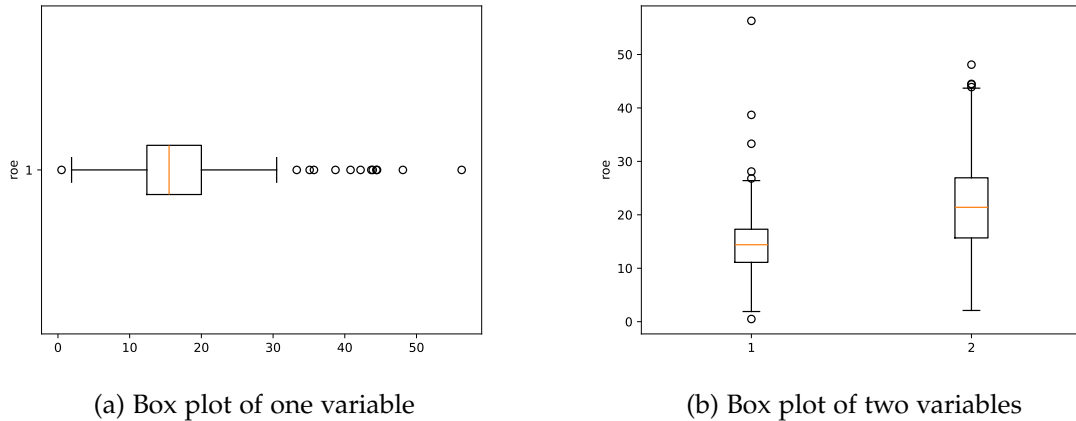 roe
1
0 10 20 30 40 50
(a) Box plot of one variable
roe
50
40
30
20
10
0
1 2
(b) Box plot of two variables